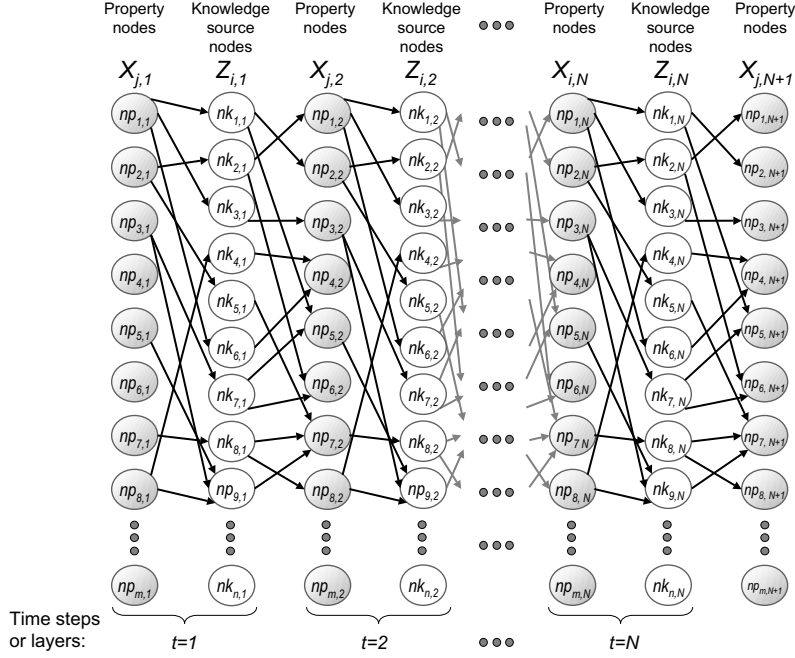 Property nodes
Knowledge source nodes
Property nodes
Knowledge source nodes
Property nodes
Knowledge source nodes
Property nodes
X_{j,1} Z_{i,1} X_{j,2} Z_{i,2} X_{i,N} Z_{i,N} X_{j,N+1}
np_{1,1} nk_{1,1} np_{1,2} nk_{1,2} np_{1,N} nk_{1,N} np_{1,N+1}
np_{2,1} nk_{2,1} np_{2,2} nk_{2,2} np_{2,N} nk_{2,N} np_{2, N+1}
np_{3,1} nk_{3,1} np_{3,2} nk_{3,2} np_{3,N} nk_{3,N} np_{3, N+1}
np_{4,1} nk_{4,1} np_{4,2} nk_{4,2} np_{4,N} nk_{4,N} np_{4, N+1}
np_{5,1} nk_{5,1} np_{5,2} nk_{5,2} np_{5,N} nk_{5,N} np_{5, N+1}
np_{6,1} nk_{6,1} np_{6,2} nk_{6,2} np_{6,N} nk_{6,N} np_{6, N+1}
np_{7,1} nk_{7,1} np_{7,2} nk_{7,2} np_{7 N} nk_{7, N} np_{7, N+1}
np_{8,1} nk_{8,1} np_{8,2} nk_{8,2} np_{8, N} nk_{8, N} np_{8, N+1}
np_{9,1} np_{9,2} nk_{9,N}
np_{m,1} nk_{n,1} np_{m,2} nk_{n,2} np_{m,N} nk_{n,N} np_{m,N+1}
Time steps
or layers: t=1 t=2 t=N